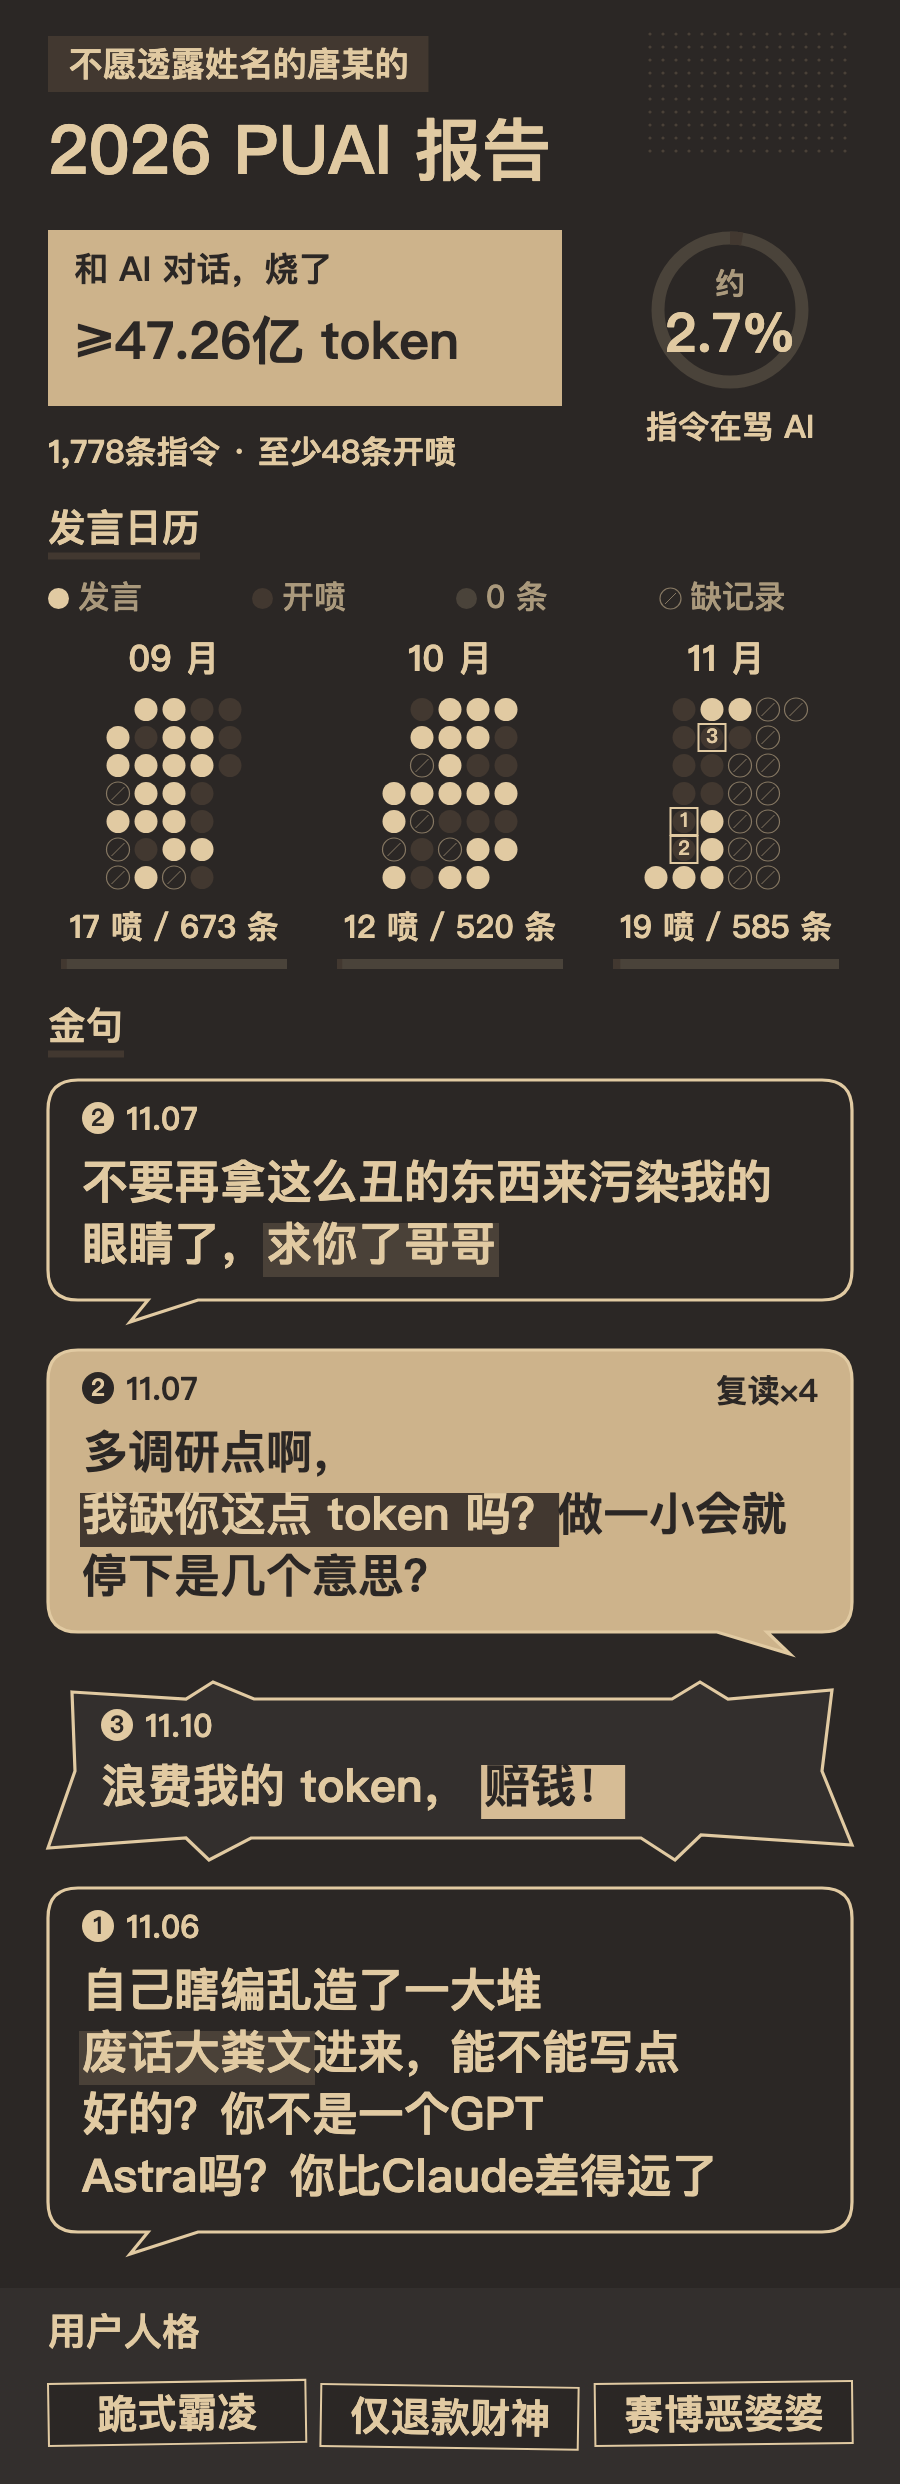 不愿透露姓名的唐某的
2026 PUAI 报告
和 AI 对话，烧了
≥47.26亿 token
约
2.7%
指令在骂 AI
1,778条指令 · 至少48条开喷
发言日历
发言 开喷 0 条 缺记录
09 月 10 月 11 月
3
1
2
17 喷 / 673 条 12 喷 / 520 条 19 喷 / 585 条
金句
2 11.07
不要再拿这么丑的东西来污染我的
眼睛了，求你了哥哥
2 11.07 复读×4
多调研点啊，
我缺你这点 token 吗？做一小会就
停下是几个意思？
3 11.10
浪费我的 token，赔钱！
1 11.06
自己瞎编乱造了一大堆
废话大粪文进来，能不能写点
好的？你不是一个GPT
Astra吗？你比Claude差得远了
用户人格
跪式霸凌 仅退款财神 赛博恶婆婆